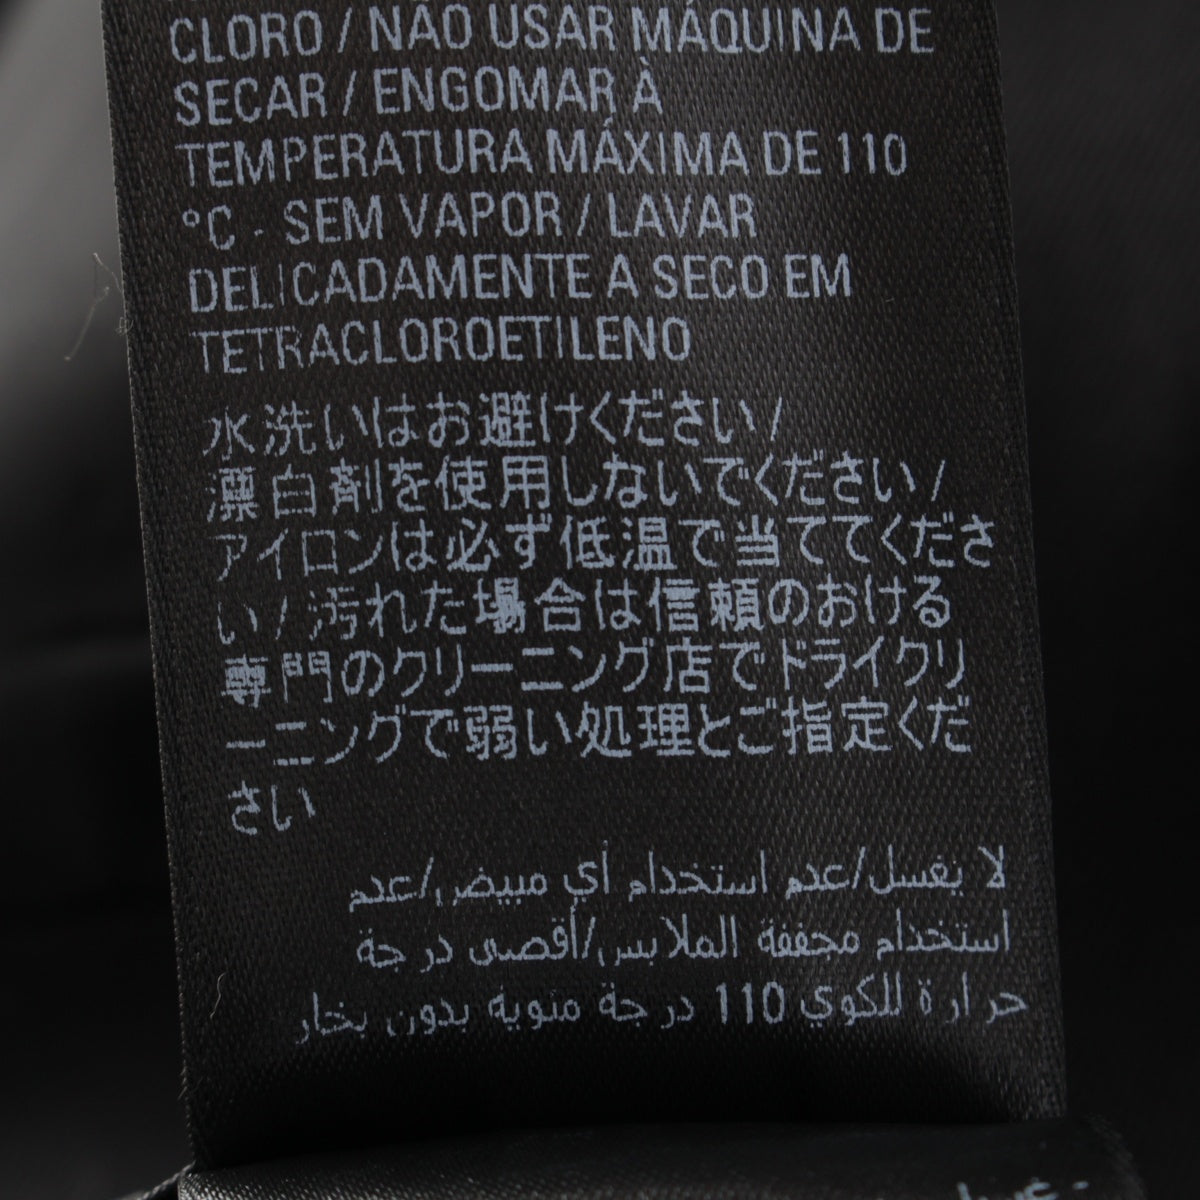 CLORO / NÃO USAR MÁQUINA DE
SECAR / ENGOMAR À
TEMPERATURA MÁXIMA DE 110
°C - SEM VAPOR / LAVAR
DELICADAMENTE A SECO EM
TETRACLOROETILENO
水洗いはお避けください/
漂白剤を使用しないでください/
アイロンは必ず低温で当ててくださ
い/汚れた場合は信頼のおける
専門のクリーニング店でドライクリ
ーニングで弱い処理とご指定くだ
さい
لا يغسل/عدم استخدام أي مبيض/عدم
استخدام مجففة الملابس/أقصى درجة
حرارة للكوي 110 درجة مئوية بدون بخار